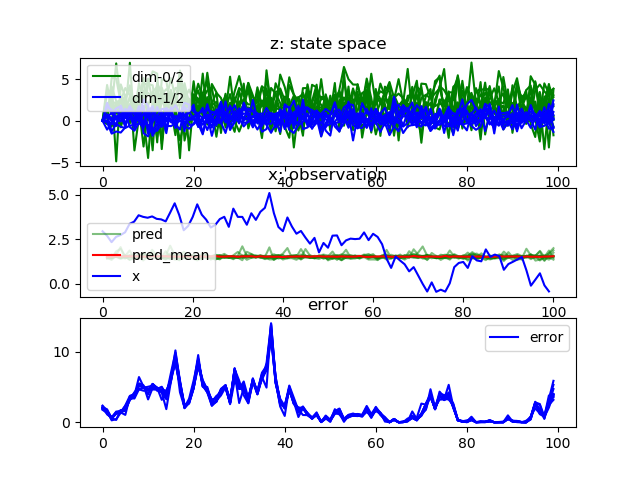 z: state space
5
0
−5
dim-0/2
dim-1/2
0 20 40 60 80 100
x: observation
5.0
2.5
0.0
pred
pred_mean
x
0 20 40 60 80 100
error
10
0
error
0 20 40 60 80 100